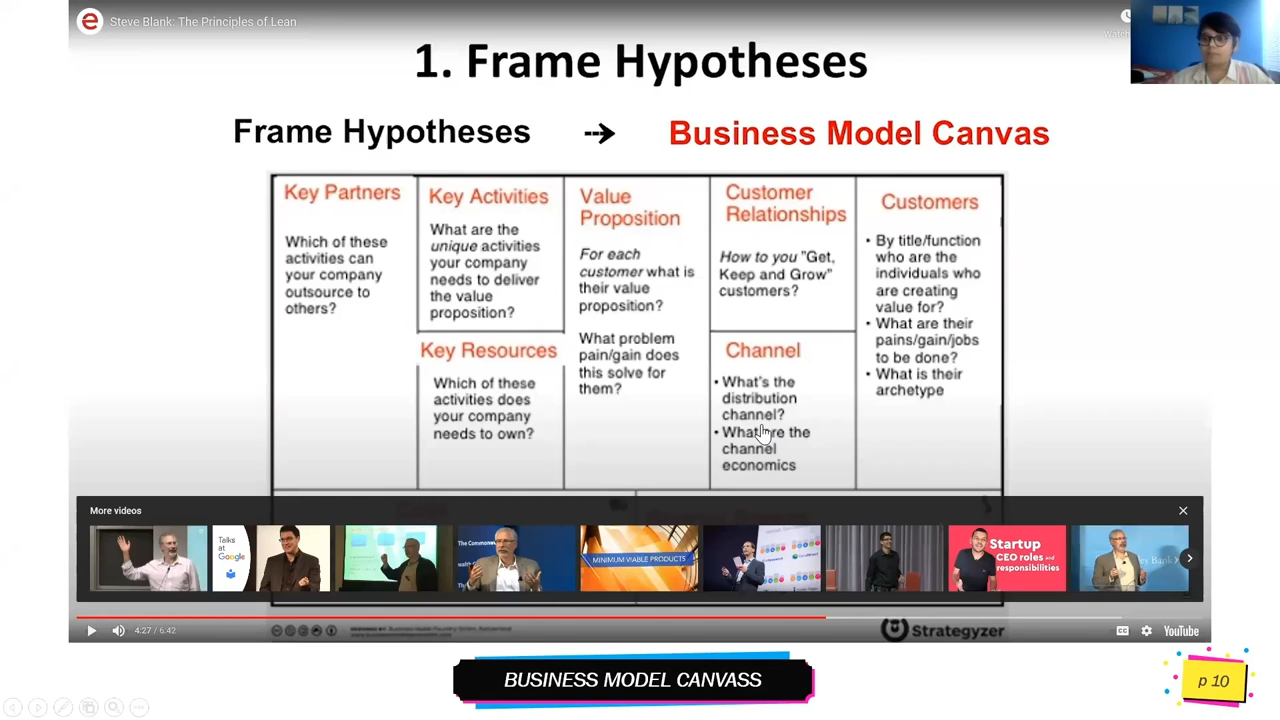 Steve Blank: The Principles of Lean
1. Frame Hypotheses
Frame Hypotheses → Business Model Canvas
Key Partners
Which of these
activities can
your company
outsource to
others?
Key Activities
What are the
unique activities
your company
needs to deliver
the value
proposition?
Key Resources
Which of these
activities does
your company
needs to own?
Value
Proposition
For each
customer what is
their value
proposition?
What problem
pain/gain does
this solve for
them?
Customer
Relationships
How to you "Get,
Keep and Grow"
customers?
Channel
• What's the
distribution
channel?
• What are the
channel
economics
Customers
• By title/function
who are the
individuals who
are creating
value for?
• What are their
pains/gain/jobs
to be done?
• What is their
archetype
More videos
Talks
at
Google
The Commonwe
MINIMUM VIABLE PRODUCTS
Startup
CEO roles and
responsibilities
4:27 / 6:42
Strategyzer
CC
YouTube
BUSINESS MODEL CANVASS
p 10